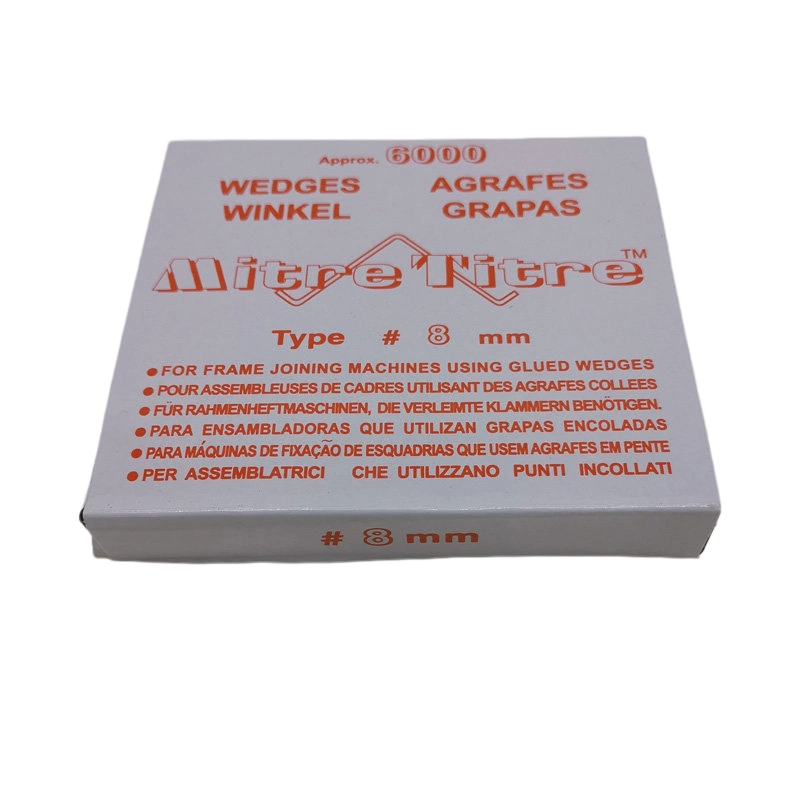 Approx. 6000
WEDGES AGRAFES
WINKEL GRAPAS
Mitre Titre™
Type # 8 mm
● FOR FRAME JOINING MACHINES USING GLUED WEDGES
● POUR ASSEMBLEUSES DE CADRES UTILISANT DES AGRAFES COLLEES
● FÜR RAHMENHEFTMASCHINEN, DIE VERLEIMTE KLAMMERN BENÖTIGEN.
● PARA ENSAMBLADORAS QUE UTILIZAN GRAPAS ENCOLADAS
● PARA MÁQUINAS DE FIXAÇÃO DE ESQUADRIAS QUE USEM AGRAFES EM PENTE
● PER ASSEMBLATRICI CHE UTILIZZANO PUNTI INCOLLATI
# 8 mm